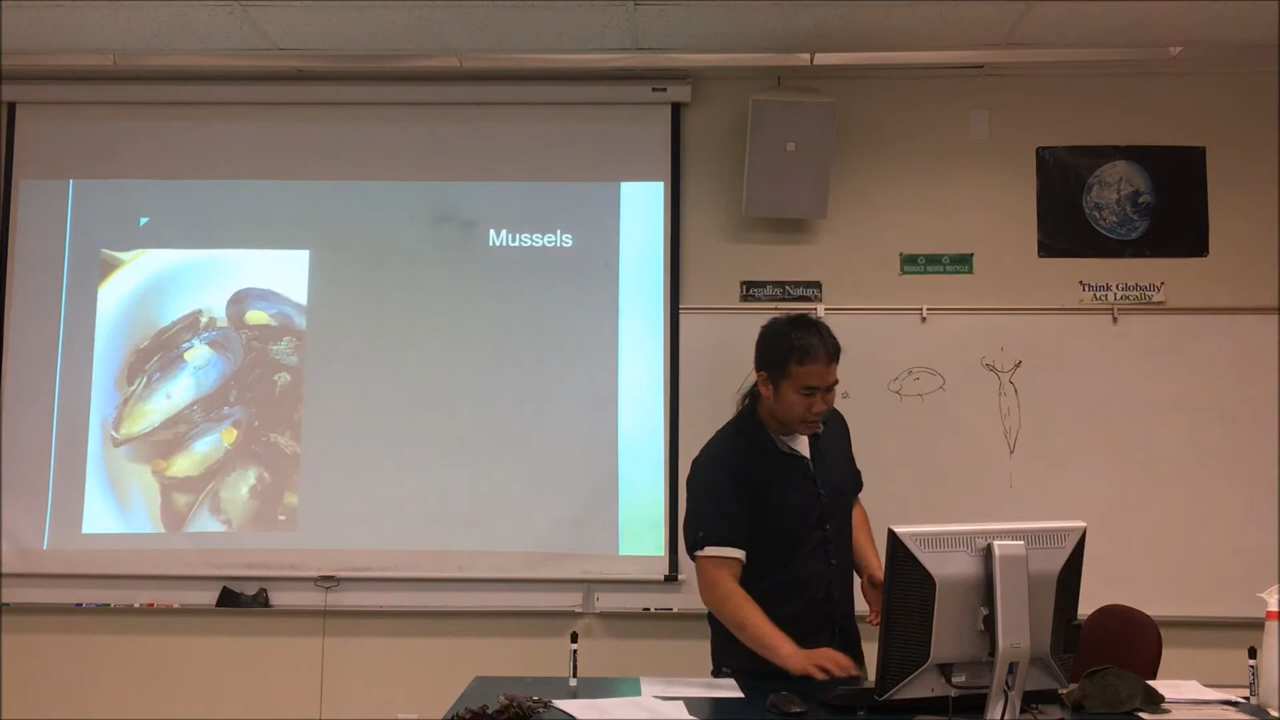 Mussels
REDUCE REUSE RECYCLE
Legalize Nature
Think Globally
Act Locally